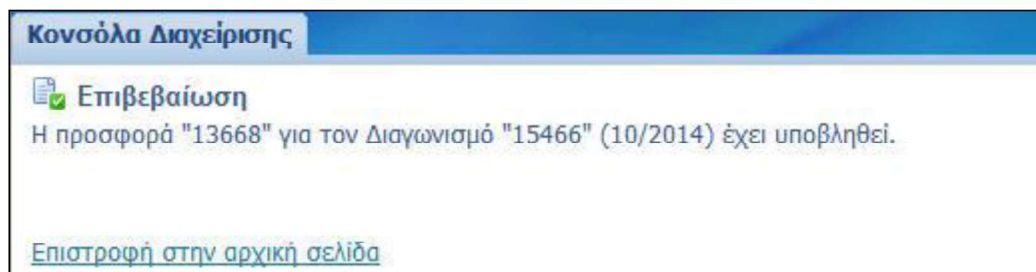 Κονσόλα Διαχείρισης
Επιβεβαίωση
Η προσφορά "13668" για τον Διαγωνισμό "15466" (10/2014) έχει υποβληθεί.
Επιστροφή στην αρχική σελίδα